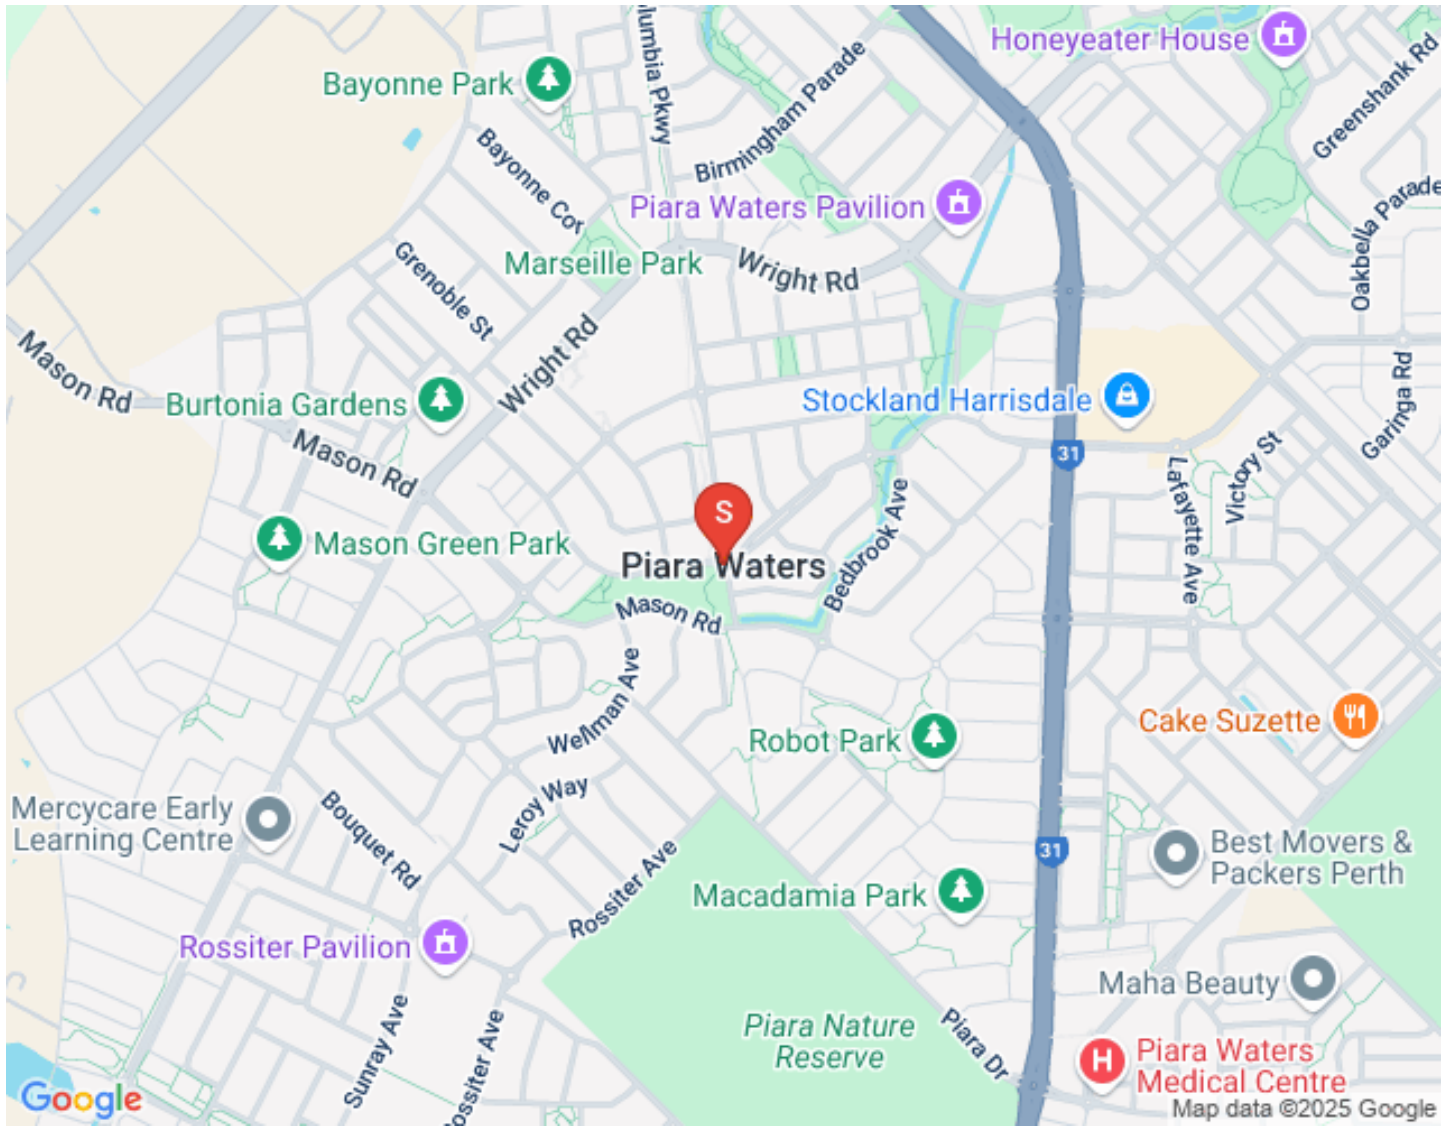 Honeyeater House
Greenshank Rd
Bayonne Park
lumbia Pkwy
Birmingham Parade
Bayonne Cor
Piara Waters Pavilion
Oakbella Parade
Marseille Park
Wright Rd
Grenoble St
Wright Rd
Mason Rd
Burtonia Gardens
Stockland Harrisdale
Garinga Rd
Mason Rd
31
Victory St
Lafayette Ave
S
Mason Green Park
Piara Waters
Bedbrook Ave
Mason Rd
Wellman Ave
Robot Park
Cake Suzette
Mercycare Early
Learning Centre
Leroy Way
Bouquet Rd
31
Best Movers &
Packers Perth
Rossiter Ave
Macadamia Park
Rossiter Pavilion
Maha Beauty
Piara Nature
Reserve
Piara Dr
Sunray Ave
Rossiter Ave
H
Piara Waters
Medical Centre
Google
Map data ©2025 Google